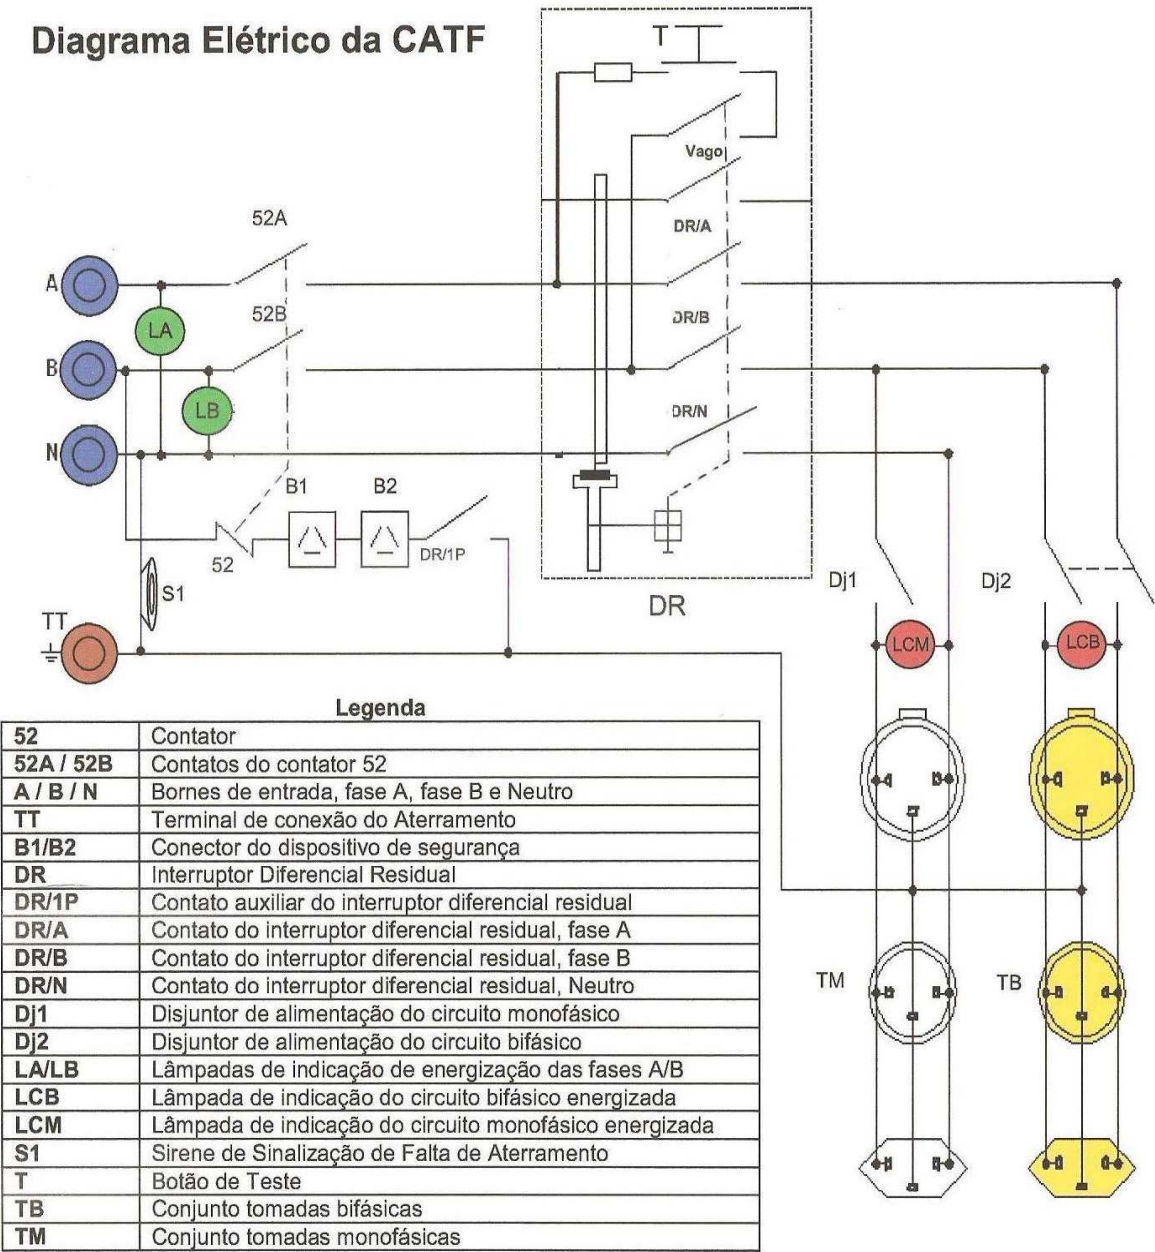 Diagrama Elétrico da CATF
T
Vago
52A
DR/A
A
LA
52B
DR/B
B
LB
DR/N
N
B1
B2
52
DR/1P
S1
Dj1
Dj2
DR
TT
LCM
LCB
TM
TB
Legenda
52 Contator
52A / 52B Contatos do contator 52
A / B / N Bornes de entrada, fase A, fase B e Neutro
TT Terminal de conexão do Aterramento
B1/B2 Conector do dispositivo de segurança
DR Interruptor Diferencial Residual
DR/1P Contato auxiliar do interruptor diferencial residual
DR/A Contato do interruptor diferencial residual, fase A
DR/B Contato do interruptor diferencial residual, fase B
DR/N Contato do interruptor diferencial residual, Neutro
Dj1 Disjuntor de alimentação do circuito monofásico
Dj2 Disjuntor de alimentação do circuito bifásico
LA/LB Lâmpadas de indicação de energização das fases A/B
LCB Lâmpada de indicação do circuito bifásico energizada
LCM Lâmpada de indicação do circuito monofásico energizada
S1 Sirene de Sinalização de Falta de Aterramento
T Botão de Teste
TB Conjunto tomadas bifásicas
TM Conjunto tomadas monofásicas